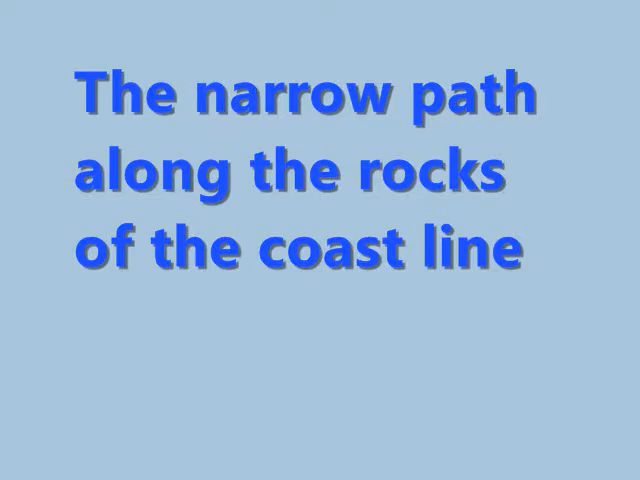 The narrow path
along the rocks
of the coast line